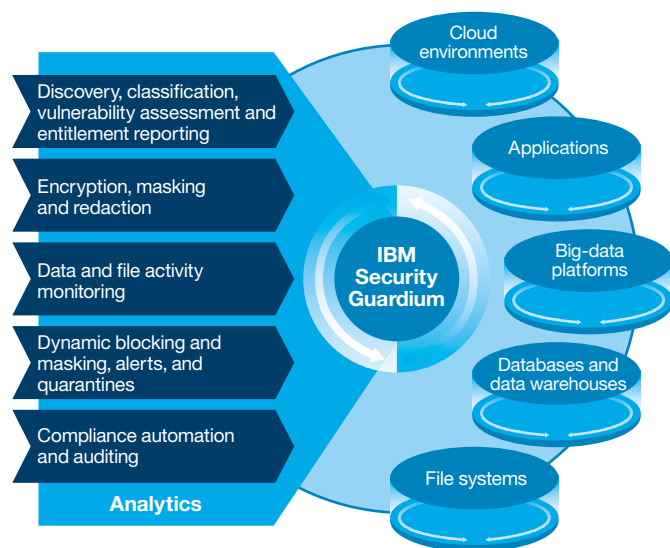 Discovery, classification,
vulnerability assessment and
entitlement reporting
Encryption, masking
and redaction
Data and file activity
monitoring
Dynamic blocking and
masking, alerts, and
quarantines
Compliance automation
and auditing
Analytics
IBM
Security
Guardium
Cloud
environments
Applications
Big-data
platforms
Databases and
data warehouses
File systems